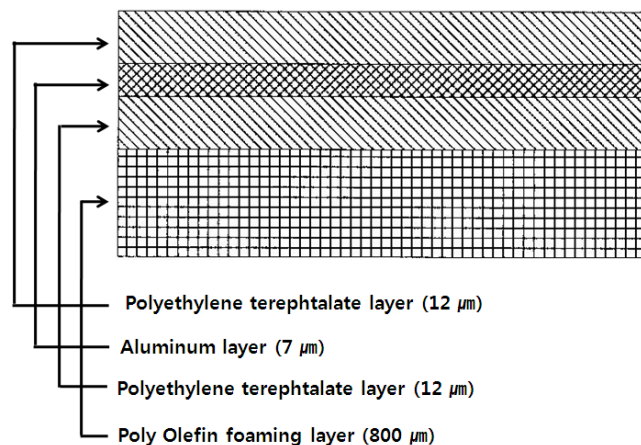 Polyethylene terephtalate layer (12 ㎛)
Aluminum layer (7 ㎛)
Polyethylene terephtalate layer (12 ㎛)
Poly Olefin foaming layer (800 ㎛)